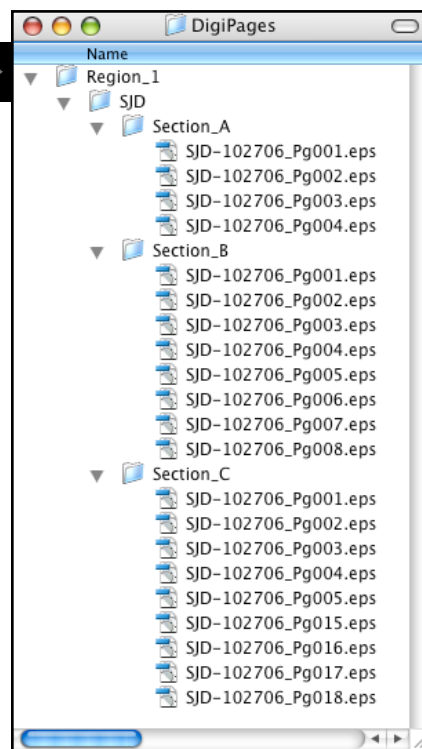 DigiPages
Name
Region_1
SJD
Section_A
SJD-102706_Pg001.eps
SJD-102706_Pg002.eps
SJD-102706_Pg003.eps
SJD-102706_Pg004.eps
Section_B
SJD-102706_Pg001.eps
SJD-102706_Pg002.eps
SJD-102706_Pg003.eps
SJD-102706_Pg004.eps
SJD-102706_Pg005.eps
SJD-102706_Pg006.eps
SJD-102706_Pg007.eps
SJD-102706_Pg008.eps
Section_C
SJD-102706_Pg001.eps
SJD-102706_Pg002.eps
SJD-102706_Pg003.eps
SJD-102706_Pg004.eps
SJD-102706_Pg005.eps
SJD-102706_Pg015.eps
SJD-102706_Pg016.eps
SJD-102706_Pg017.eps
SJD-102706_Pg018.eps